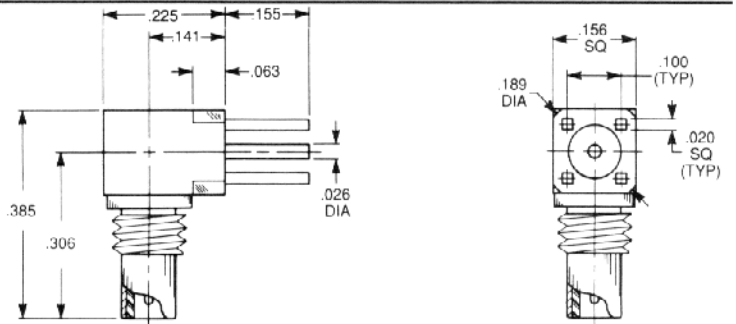 .225
.155
.141
.063
.385
.306
.026
DIA
.156
SQ
.100
(TYP)
.189
DIA
.020
SQ
(TYP)